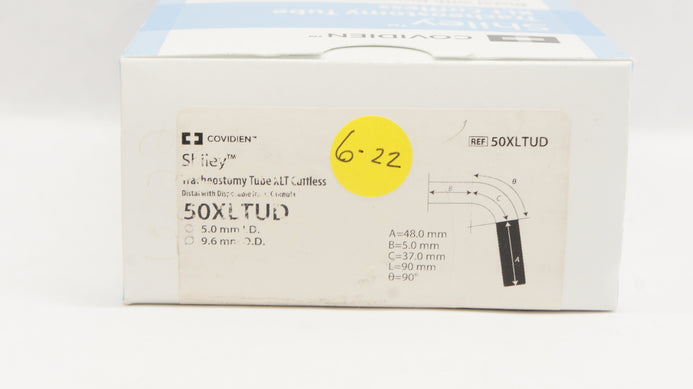 COVIDIEN™
COVIDIEN™
Shiley™
Tracheostomy Tube XLT Cuffless
Distal with Disposable Inner Cannula
50XLTUD
5.0 mm I.D.
9.6 mm O.D.
6-22
REF 50XLTUD
B
C
θ
A
A=48.0 mm
B=5.0 mm
C=37.0 mm
L=90 mm
θ=90°